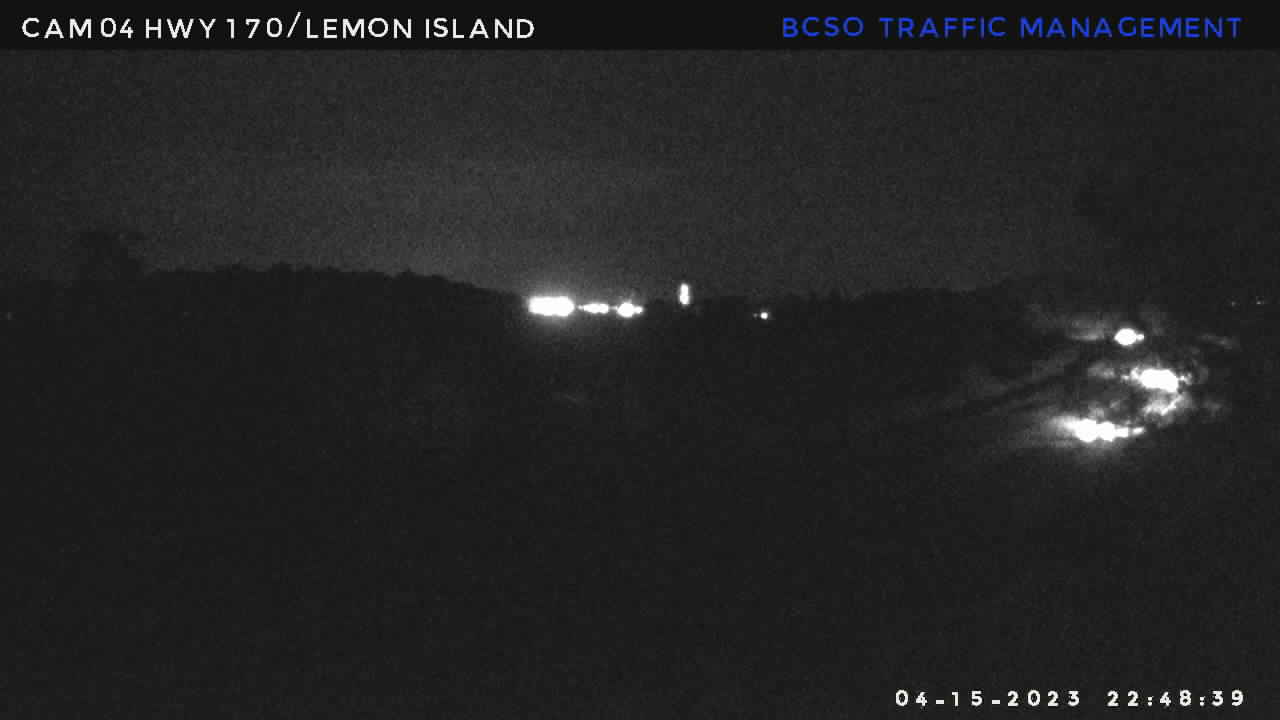 CAM04 HWY 170/LEMON ISLAND
BCSO TRAFFIC MANAGEMENT
04-15-2023 22:48:39